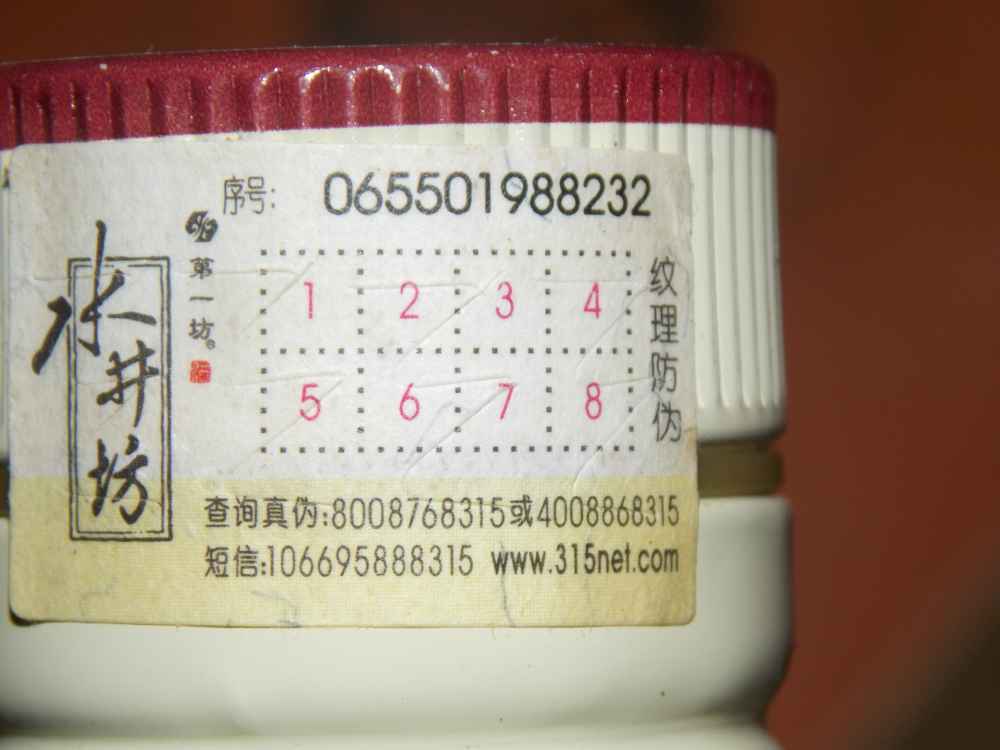 序号: 065501988232
水井坊
第一坊
1 2 3 4
5 6 7 8
纹理防伪
查询真伪:8008768315或4008868315
短信:106695888315 www.315net.com